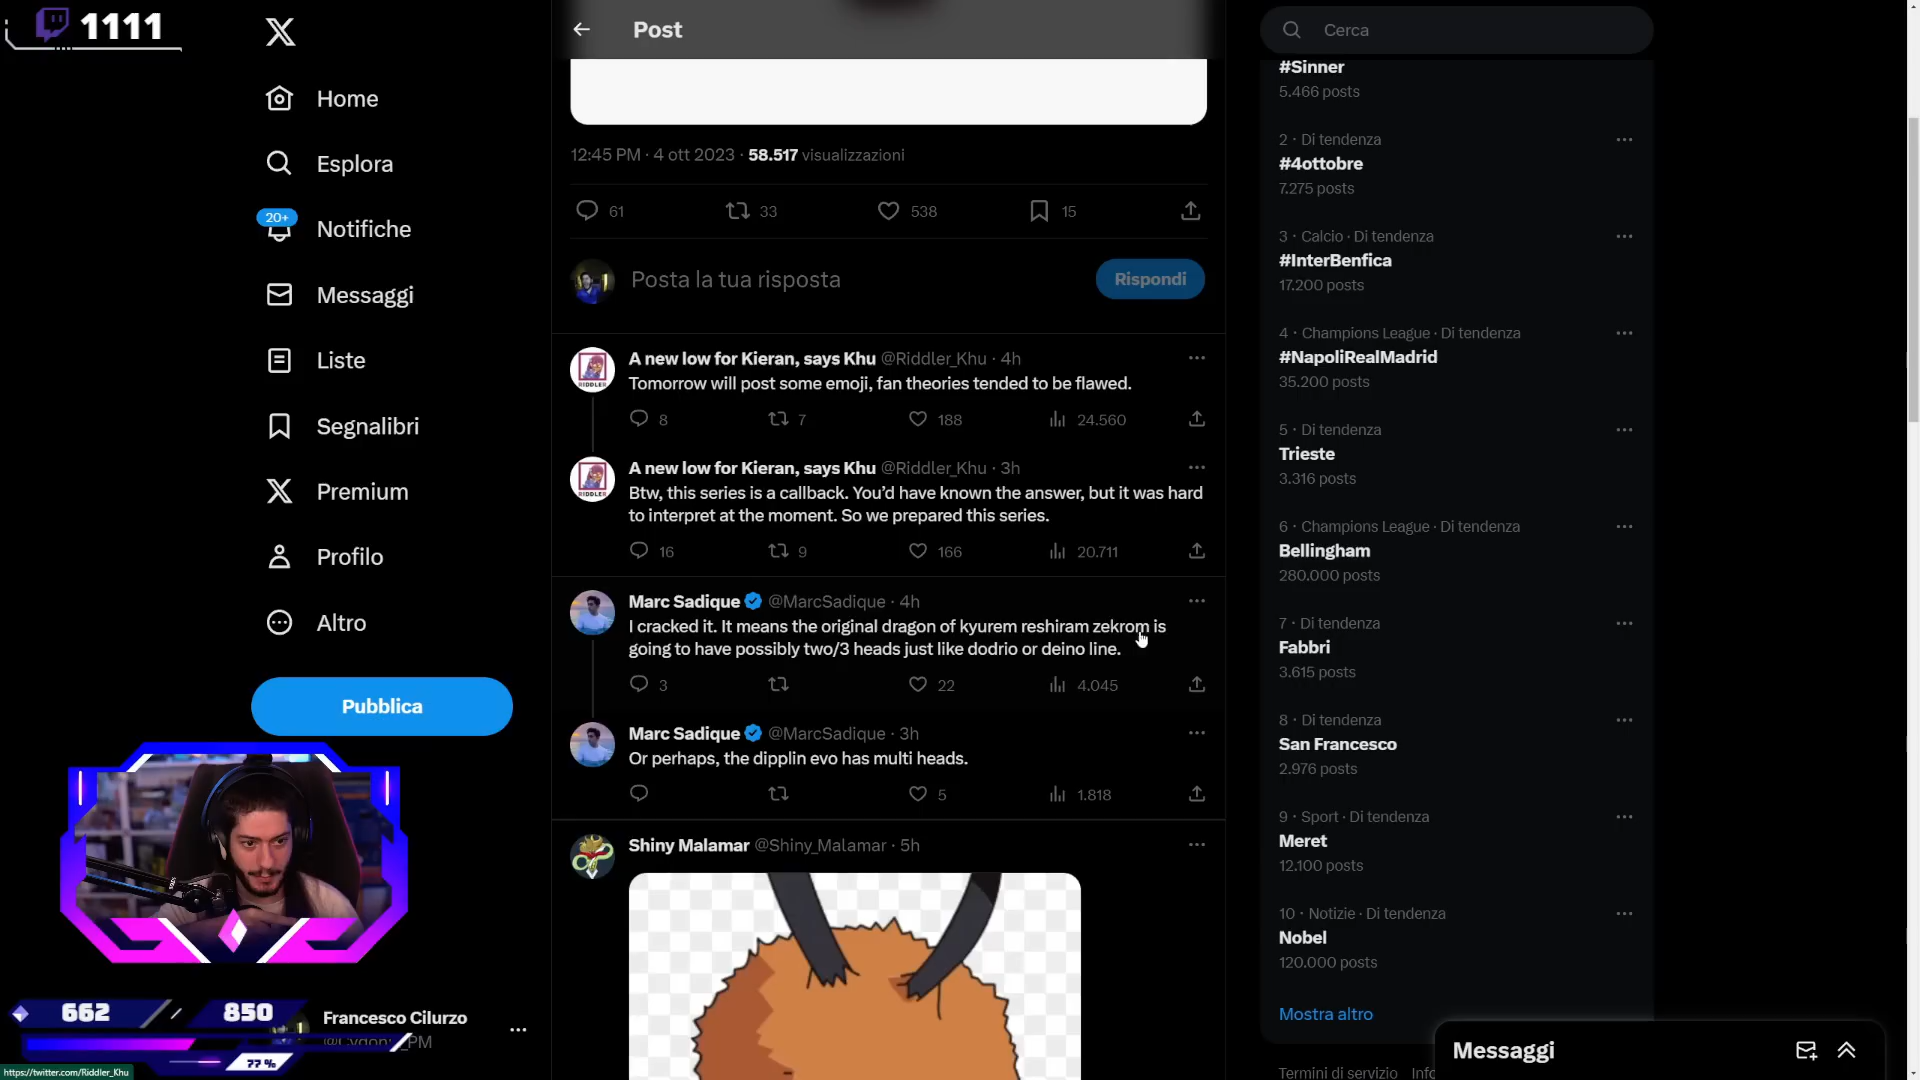 1111
Home
Esplora
20+
Notifiche
Messaggi
Liste
Segnalibri
Premium
Profilo
Altro
Pubblica
662
850
77 %
Francesco Cilurzo
https://twitter.com/Riddler_Khu
Post
12:45 PM · 4 ott 2023 · 58.517 visualizzazioni
61 33 538 15
Posta la tua risposta
Rispondi
A new low for Kieran, says Khu @Riddler_Khu · 4h
Tomorrow will post some emoji, fan theories tended to be flawed.
8 7 188 24.560
RIDDLER
A new low for Kieran, says Khu @Riddler_Khu · 3h
Btw, this series is a callback. You'd have known the answer, but it was hard
to interpret at the moment. So we prepared this series.
16 9 166 20.711
RIDDLER
Marc Sadique @MarcSadique · 4h
I cracked it. It means the original dragon of kyurem reshiram zekrom is
going to have possibly two/3 heads just like dodrio or deino line.
3 22 4.045
Marc Sadique @MarcSadique · 3h
Or perhaps, the dipplin evo has multi heads.
5 1.818
Shiny Malamar @Shiny_Malamar · 5h
Cerca
#Sinner
5.466 posts
2 · Di tendenza
#4ottobre
7.275 posts
3 · Calcio · Di tendenza
#InterBenfica
17.200 posts
4 · Champions League · Di tendenza
#NapoliRealMadrid
35.200 posts
5 · Di tendenza
Trieste
3.316 posts
6 · Champions League · Di tendenza
Bellingham
280.000 posts
7 · Di tendenza
Fabbri
3.615 posts
8 · Di tendenza
San Francesco
2.976 posts
9 · Sport · Di tendenza
Meret
12.100 posts
10 · Notizie · Di tendenza
Nobel
120.000 posts
Mostra altro
Termini di servizio
Messaggi